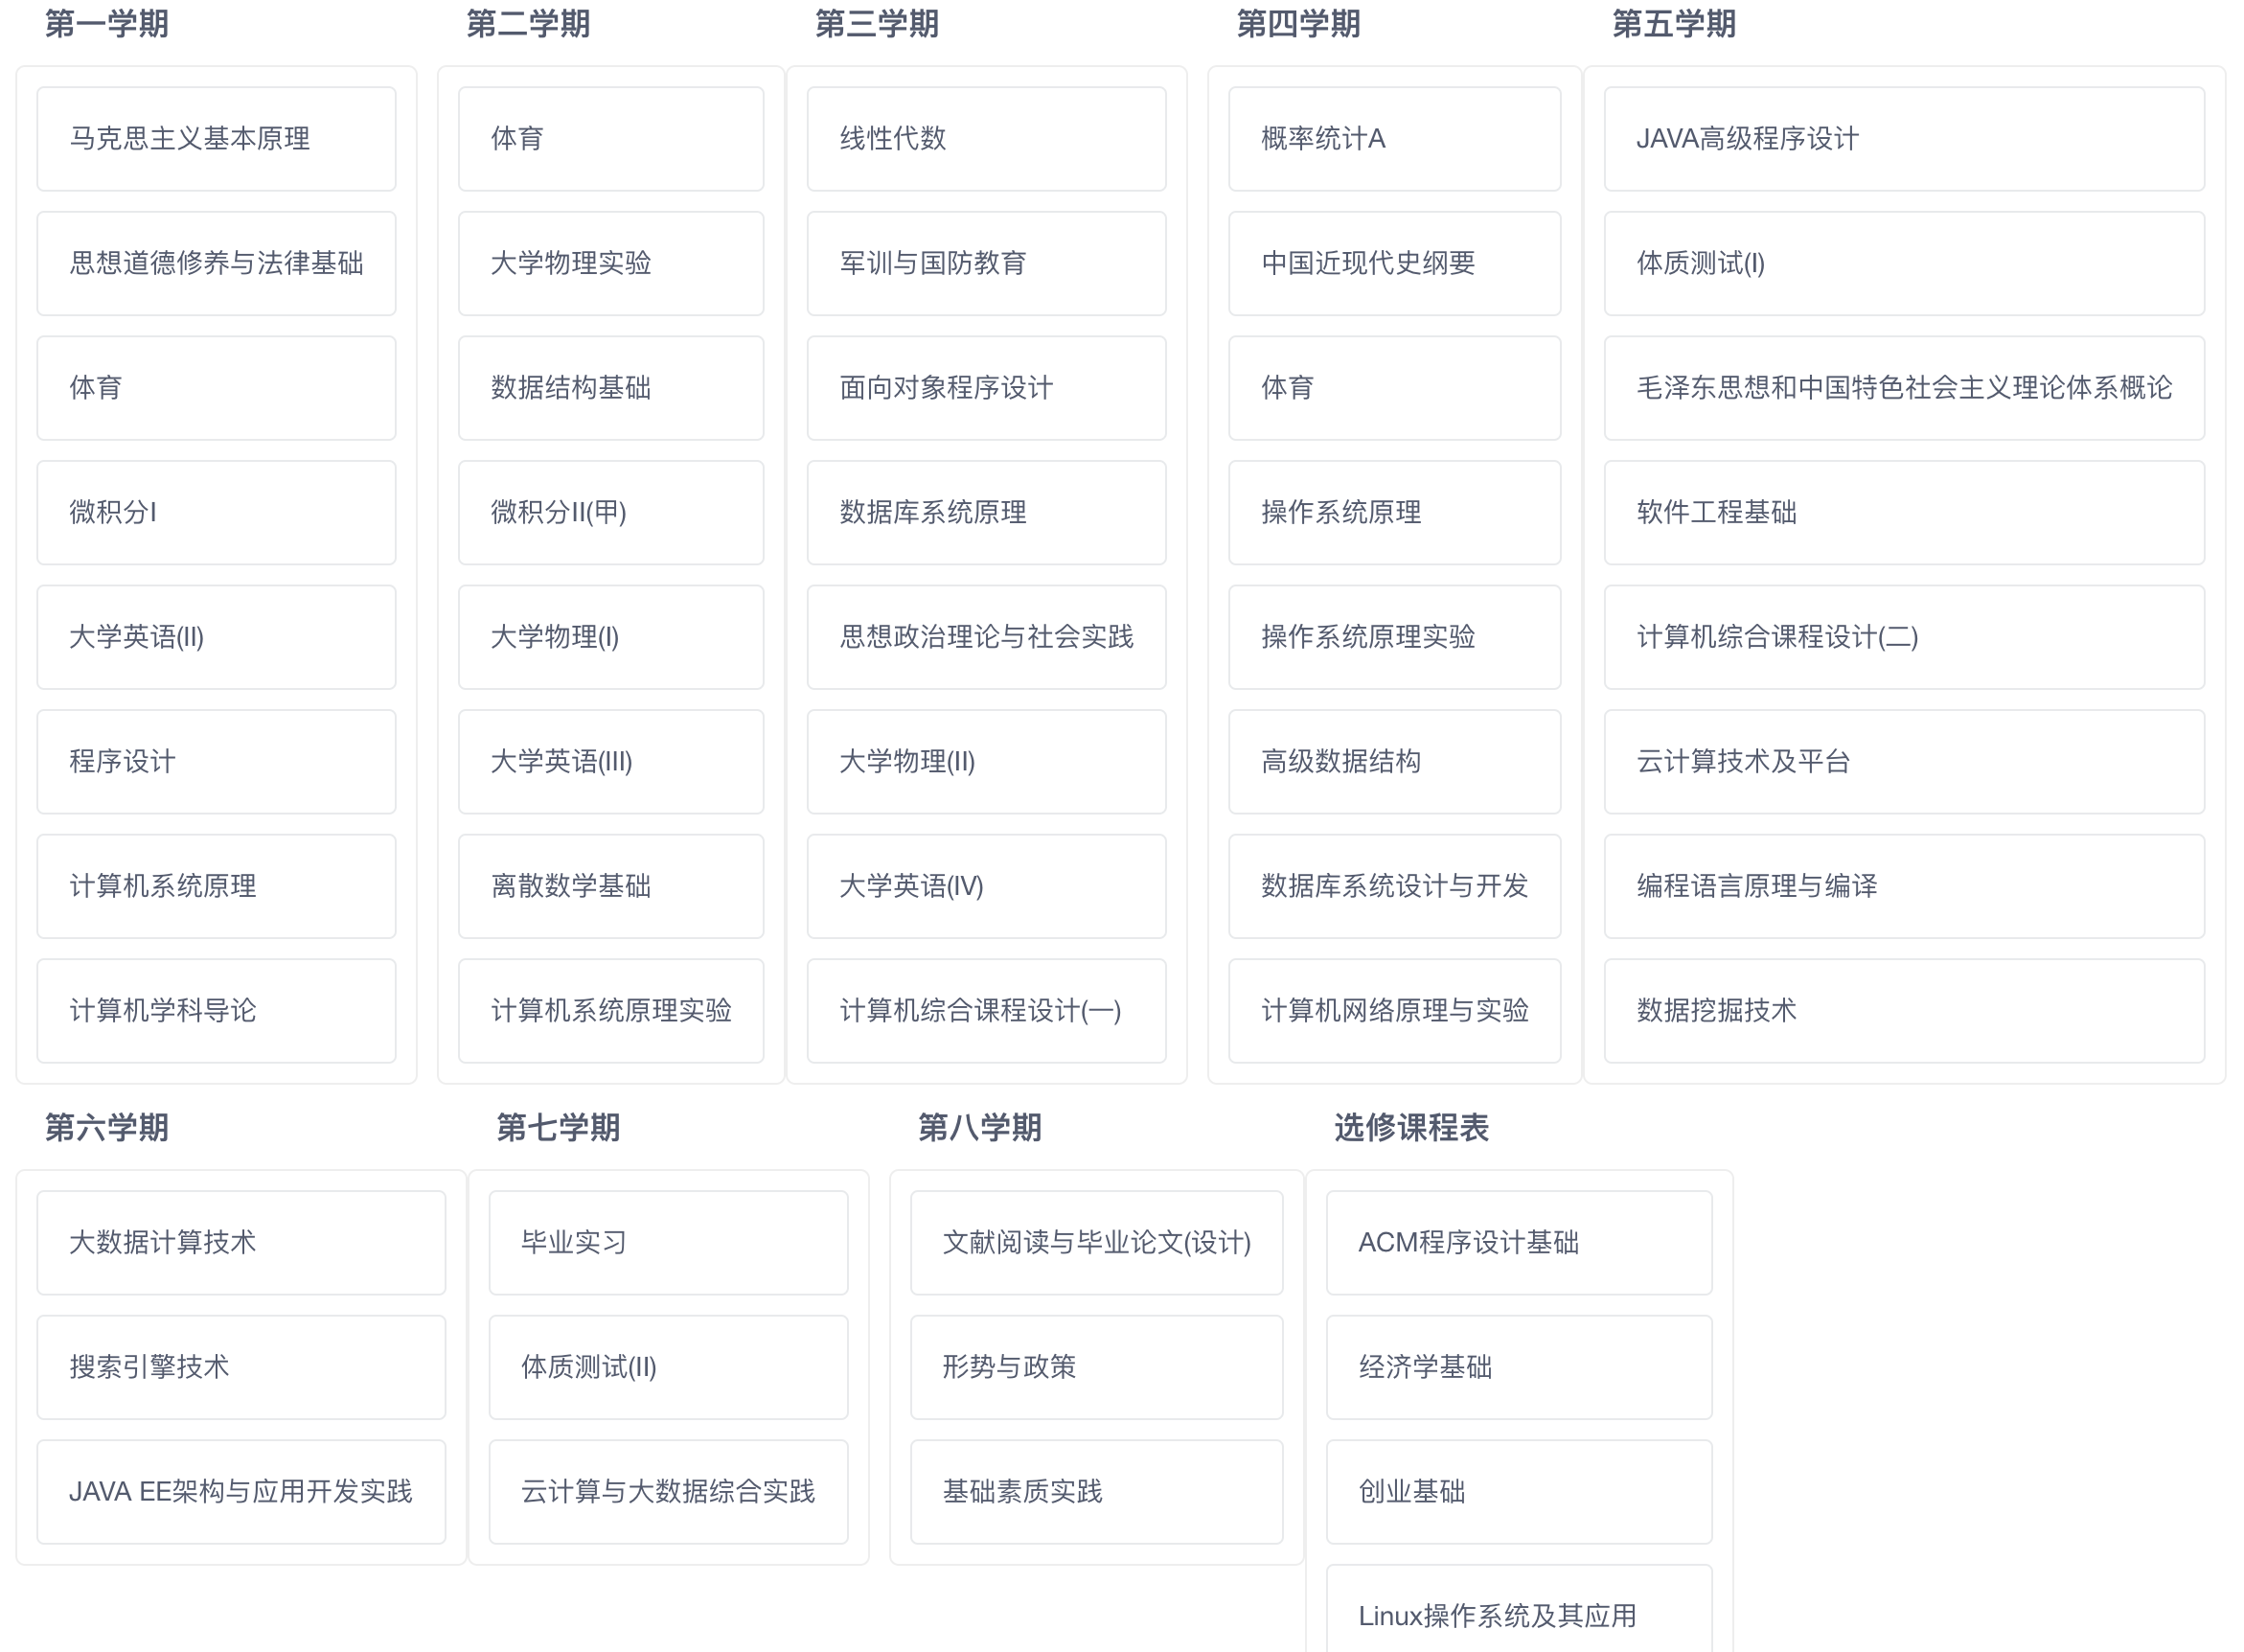 第一学期
马克思主义基本原理
思想道德修养与法律基础
体育
微积分I
大学英语(II)
程序设计
计算机系统原理
计算机学科导论
第二学期
体育
大学物理实验
数据结构基础
微积分II(甲)
大学物理(I)
大学英语(III)
离散数学基础
计算机系统原理实验
第三学期
线性代数
军训与国防教育
面向对象程序设计
数据库系统原理
思想政治理论与社会实践
大学物理(II)
大学英语(IV)
计算机综合课程设计(一)
第四学期
概率统计A
中国近现代史纲要
体育
操作系统原理
操作系统原理实验
高级数据结构
数据库系统设计与开发
计算机网络原理与实验
第五学期
JAVA高级程序设计
体质测试(I)
毛泽东思想和中国特色社会主义理论体系概论
软件工程基础
计算机综合课程设计(二)
云计算技术及平台
编程语言原理与编译
数据挖掘技术
第六学期
大数据计算技术
搜索引擎技术
JAVA EE架构与应用开发实践
第七学期
毕业实习
体质测试(II)
云计算与大数据综合实践
第八学期
文献阅读与毕业论文(设计)
形势与政策
基础素质实践
选修课程表
ACM程序设计基础
经济学基础
创业基础
Linux操作系统及其应用